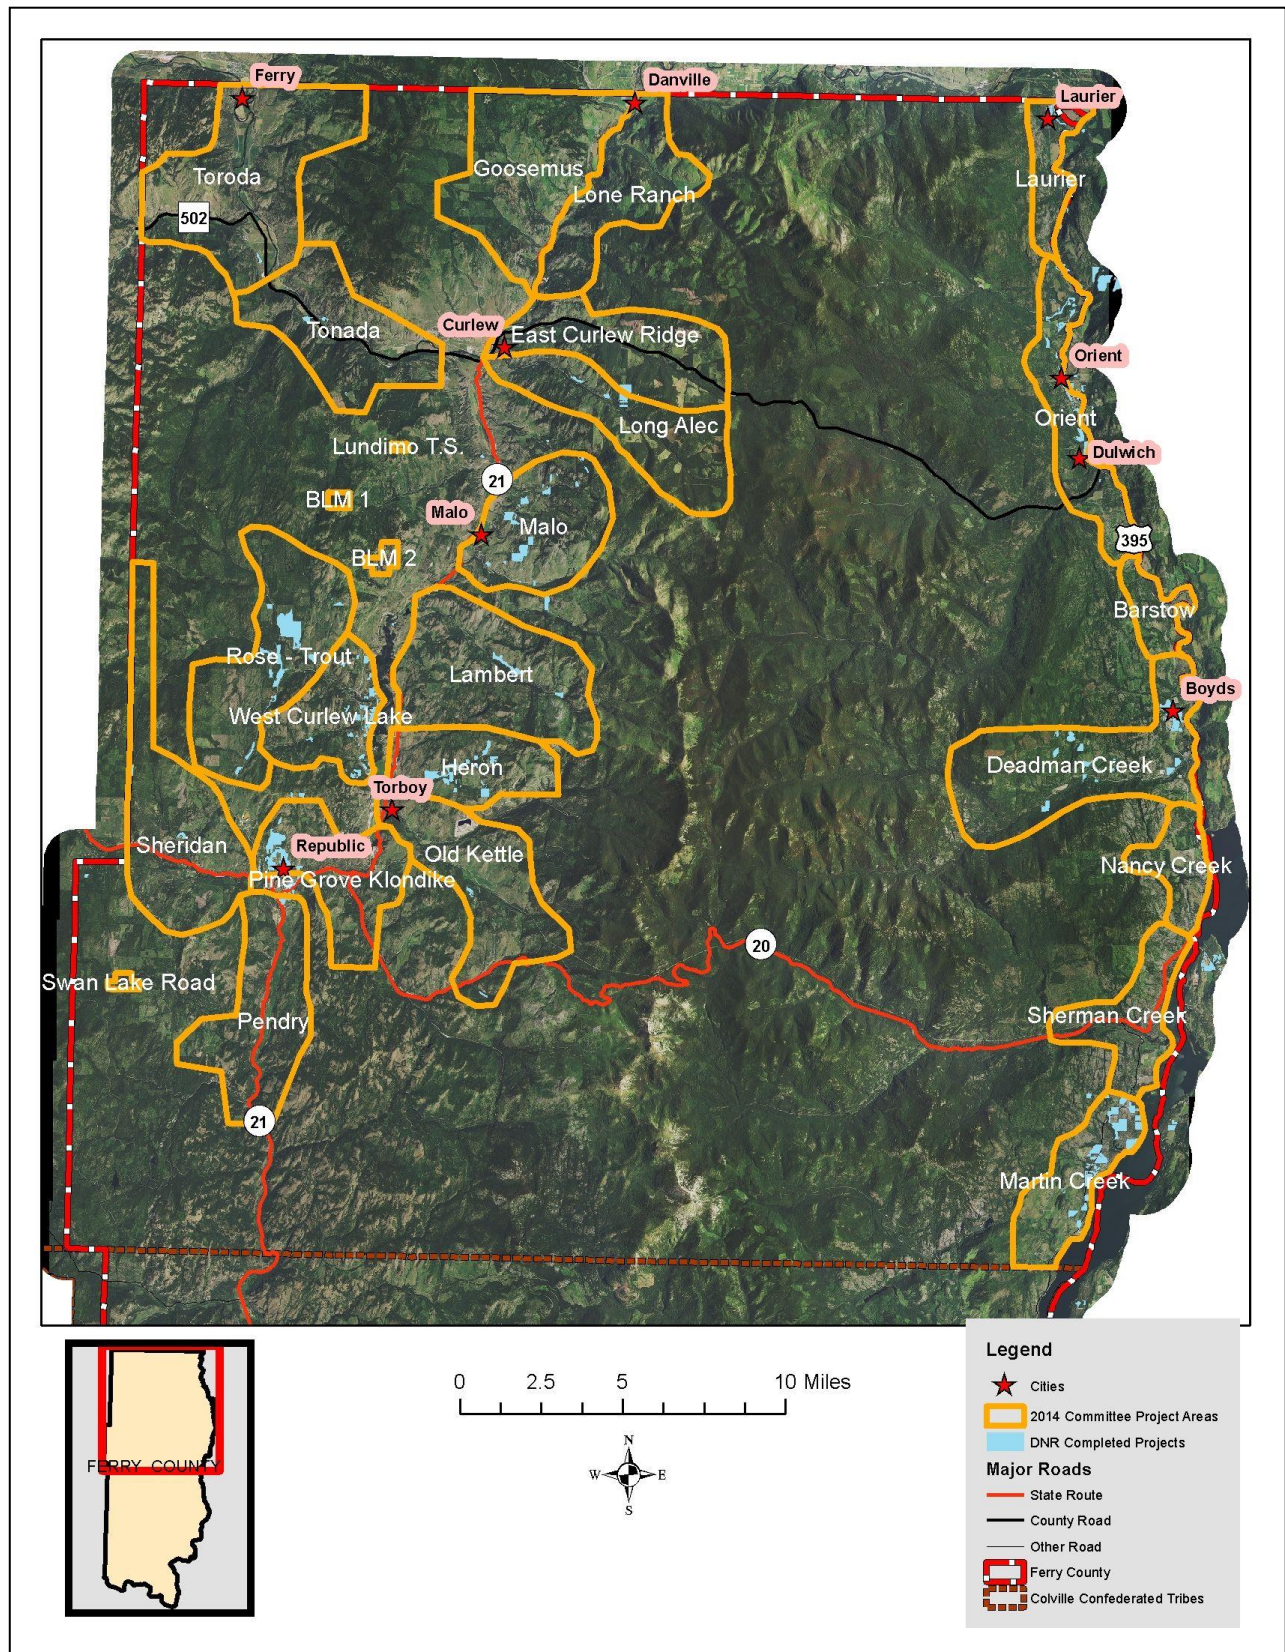 Ferry
Danville
Laurier
Goosemus
Toroda
Laurier
Lone Ranch
502
Curlew
East Curlew Ridge
Tonada
Orient
Orient
Long Alec
Lundimo T.S.
Dulwich
21
BLM 1
Malo
Malo
395
BLM 2
Barstow
Rose - Trout
Lambert
Boyds
West Curlew Lake
Heron
Deadman Creek
Torboy
Sheridan
Republic
Old Kettle
Nancy Creek
Pine Grove Klondike
20
Swan Lake Road
Pendry
Sherman Creek
21
Martin Creek
FERRY COUNTY
0 2.5 5 10 Miles
N
W E
S
Legend
Cities
2014 Committee Project Areas
DNR Completed Projects
Major Roads
State Route
County Road
Other Road
Ferry County
Colville Confederated Tribes